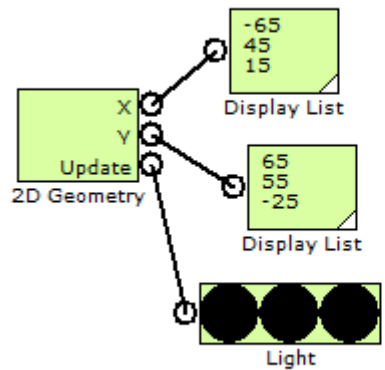 -65
45
15
Display List
X
Y
Update
2D Geometry
65
55
-25
Display List
Light